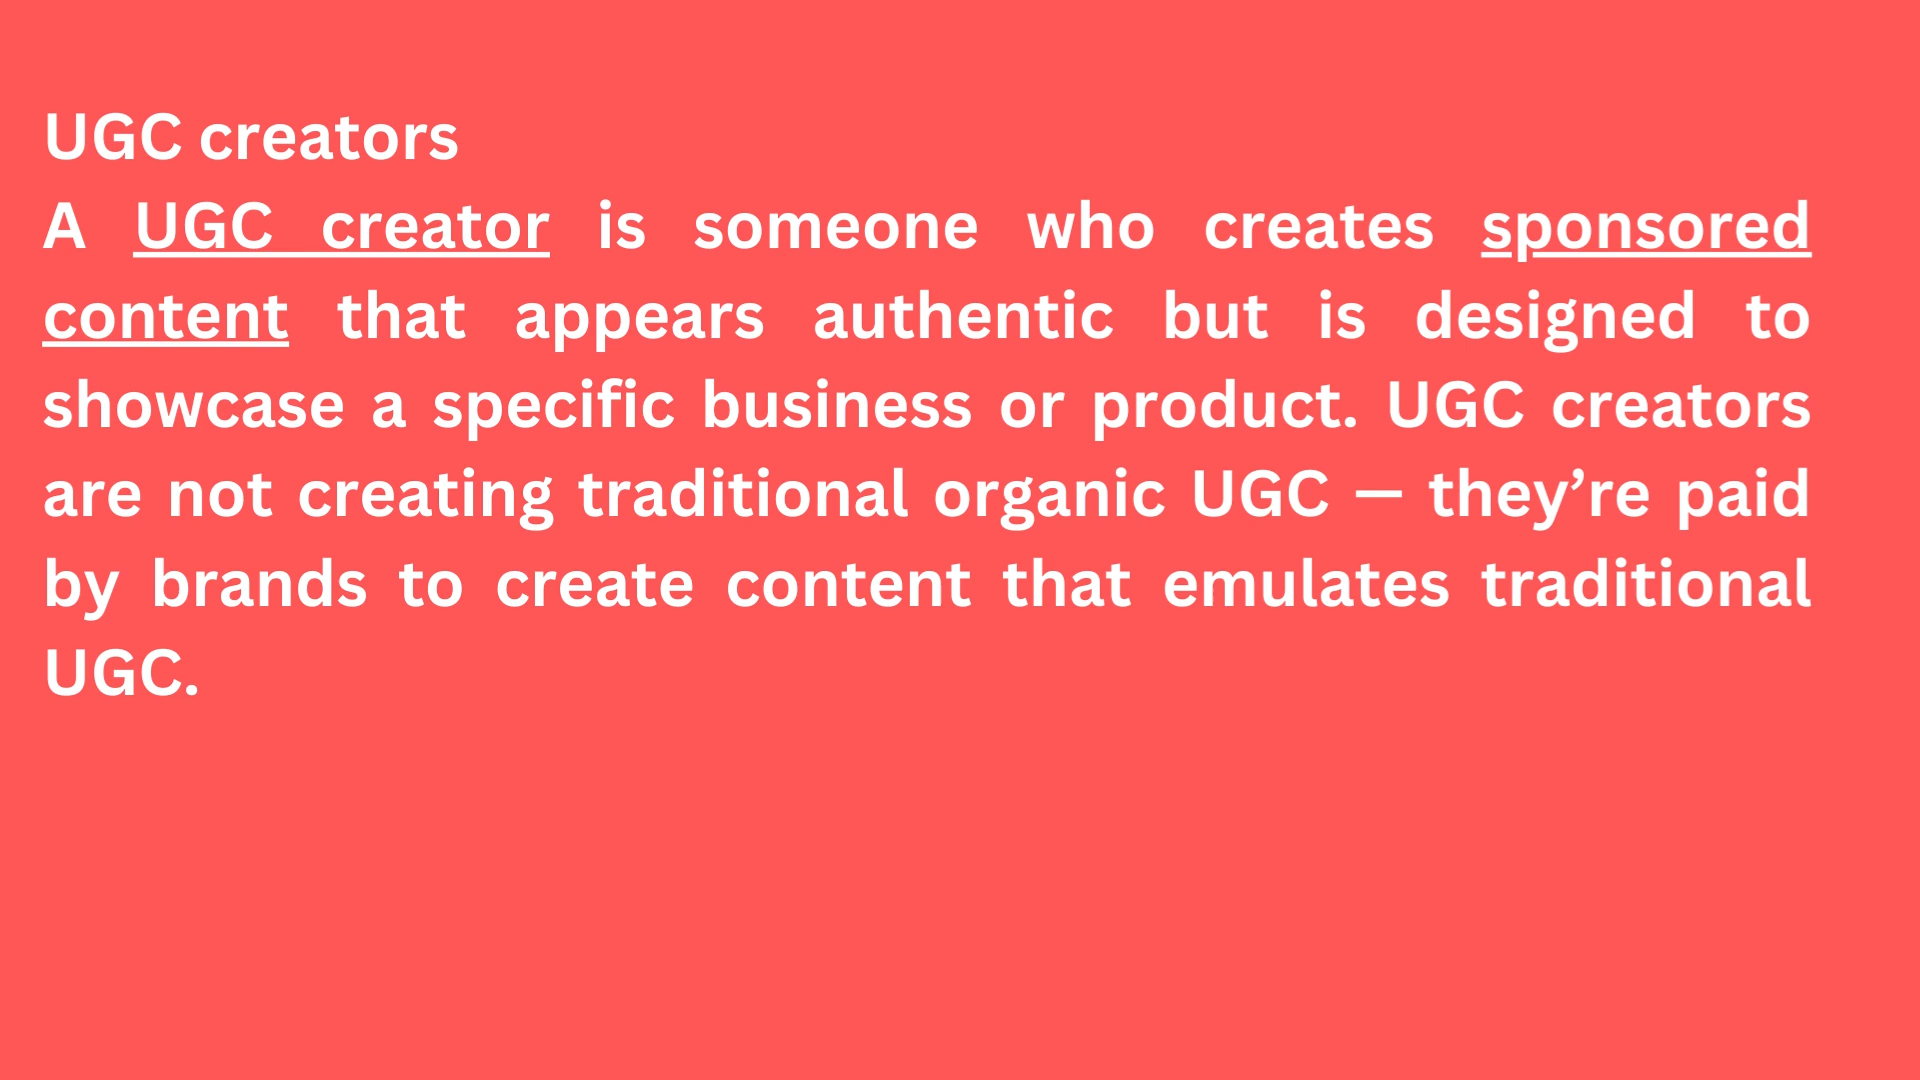 UGC creators
A UGC creator is someone who creates sponsored
content that appears authentic but is designed to
showcase a specific business or product. UGC creators
are not creating traditional organic UGC — they’re paid
by brands to create content that emulates traditional
UGC.